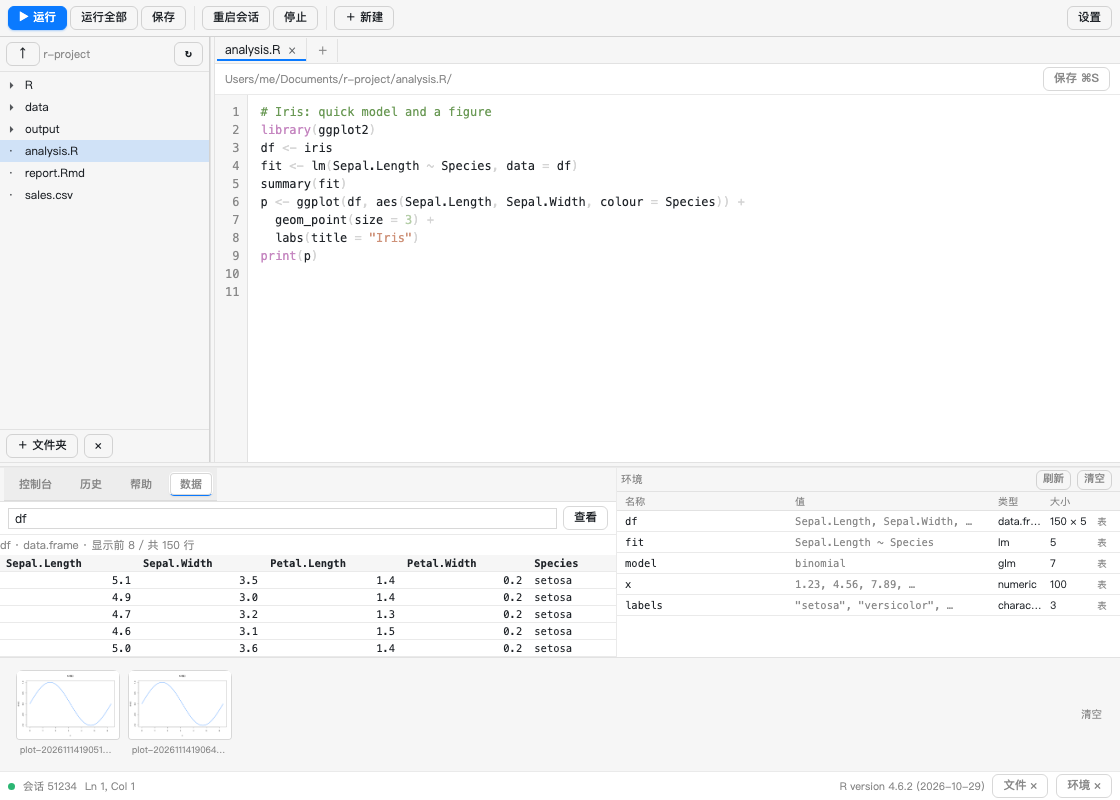 ▶ 运行 运行全部 保存 重启会话 停止 + 新建 设置
↑ r-project ↻
R
data
output
analysis.R
report.Rmd
sales.csv
+ 文件夹 ×
analysis.R × +
Users/me/Documents/r-project/analysis.R/ 保存 ⌘S
1 # Iris: quick model and a figure
2 library(ggplot2)
3 df <- iris
4 fit <- lm(Sepal.Length ~ Species, data = df)
5 summary(fit)
6 p <- ggplot(df, aes(Sepal.Length, Sepal.Width, colour = Species)) +
7   geom_point(size = 3) +
8   labs(title = "Iris")
9 print(p)
10
11
控制台 历史 帮助 数据
df 查看
df · data.frame · 显示前 8 / 共 150 行
Sepal.Length Sepal.Width Petal.Length Petal.Width Species
5.1 3.5 1.4 0.2 setosa
4.9 3.0 1.4 0.2 setosa
4.7 3.2 1.3 0.2 setosa
4.6 3.1 1.5 0.2 setosa
5.0 3.6 1.4 0.2 setosa
环境 刷新 清空
名称 值 类型 大小
df Sepal.Length, Sepal.Width, … data.fr… 150 × 5 表
fit Sepal.Length ~ Species lm 5 表
model binomial glm 7 表
x 1.23, 4.56, 7.89, … numeric 100 表
labels "setosa", "versicolor", … charac… 3 表
plot-2026111419051… plot-2026111419064…
清空
会话 51234 Ln 1, Col 1 R version 4.6.2 (2026-10-29) 文件 × 环境 ×